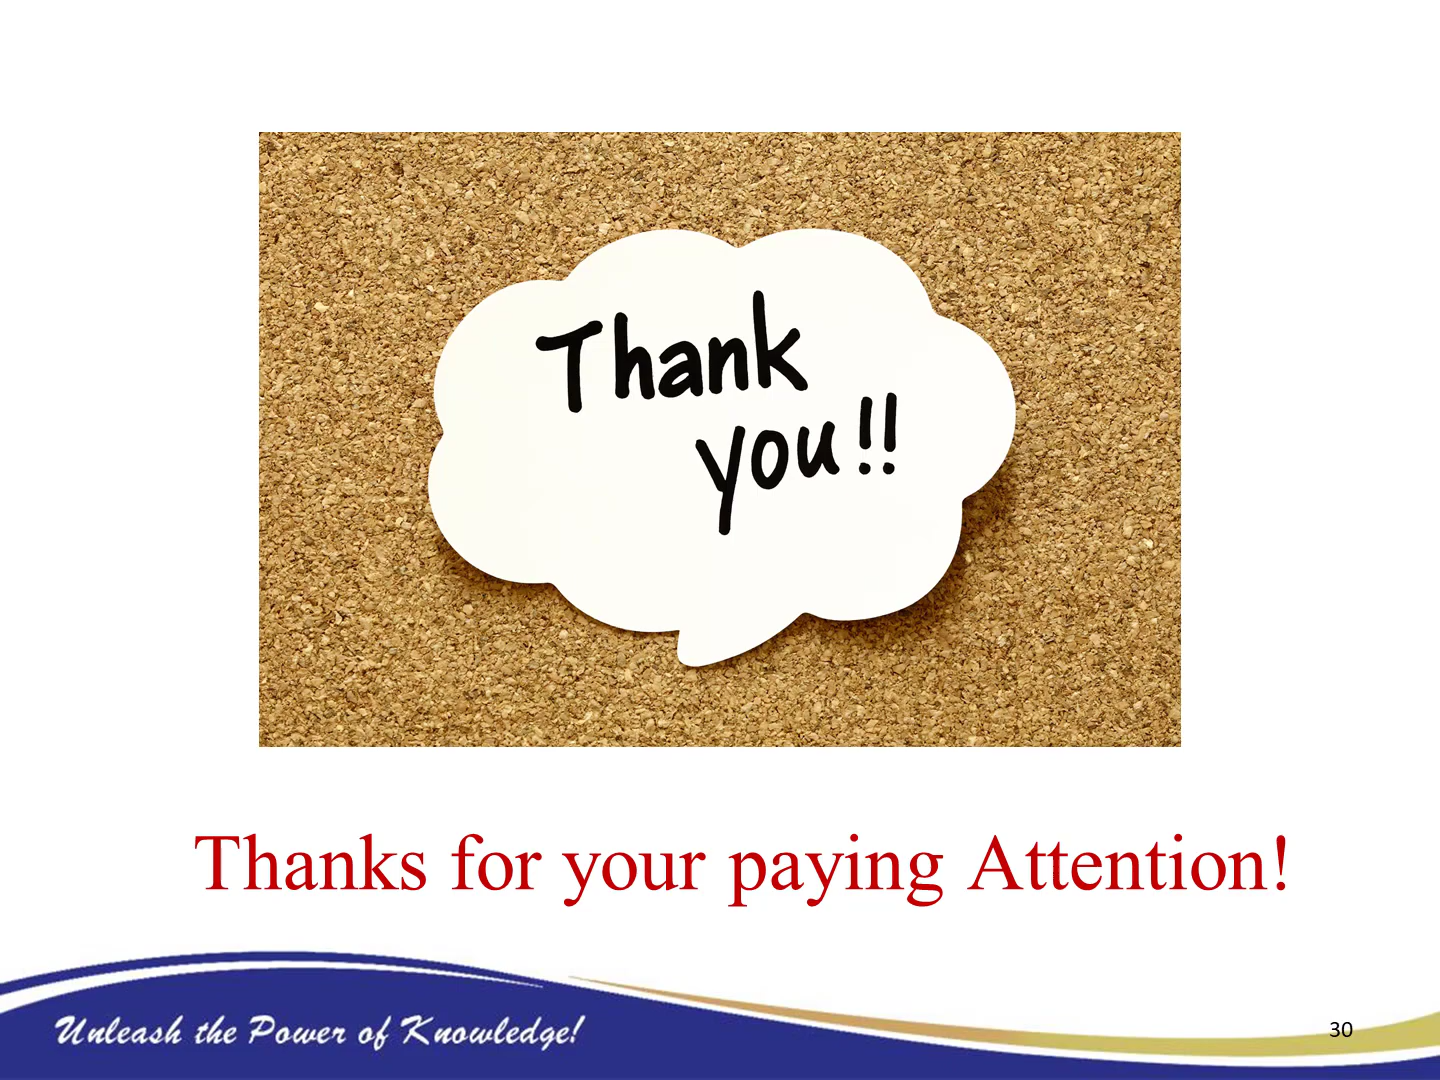 Thank
you!!
Thanks for your paying Attention!
Unleash the Power of Knowledge!
30